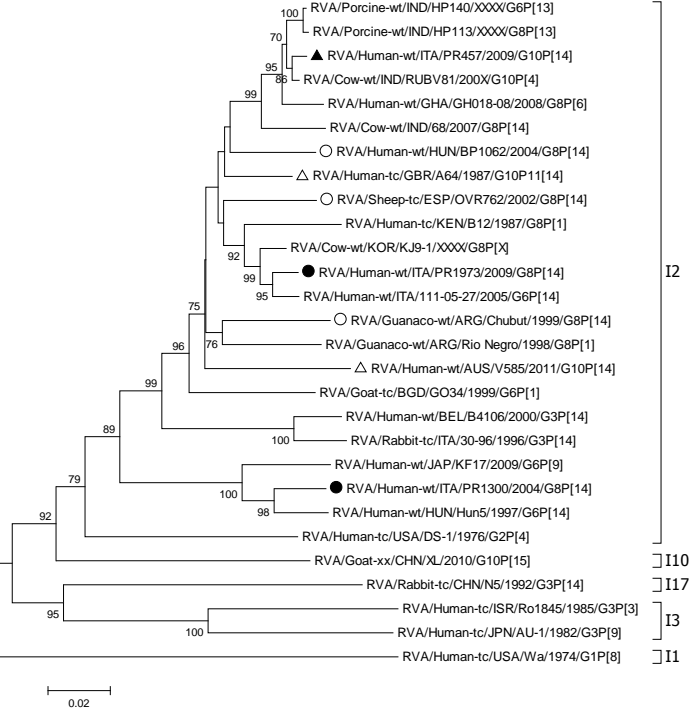 RVA/Porcine-wt/IND/HP140/XXXX/G6P[13]
100
RVA/Porcine-wt/IND/HP113/XXXX/G8P[13]
70
RVA/Human-wt/ITA/PR457/2009/G10P[14]
95
86
RVA/Cow-wt/IND/RUBV81/200X/G10P[4]
99
RVA/Human-wt/GHA/GH018-08/2008/G8P[6]
RVA/Cow-wt/IND/68/2007/G8P[14]
RVA/Human-wt/HUN/BP1062/2004/G8P[14]
RVA/Human-tc/GBR/A64/1987/G10P11[14]
RVA/Sheep-tc/ESP/OVR762/2002/G8P[14]
RVA/Human-tc/KEN/B12/1987/G8P[1]
92
RVA/Cow-wt/KOR/KJ9-1/XXXX/G8P[X]
99
RVA/Human-wt/ITA/PR1973/2009/G8P[14]
I2
95
RVA/Human-wt/ITA/111-05-27/2005/G6P[14]
75
RVA/Guanaco-wt/ARG/Chubut/1999/G8P[14]
76
RVA/Guanaco-wt/ARG/Rio Negro/1998/G8P[1]
96
RVA/Human-wt/AUS/V585/2011/G10P[14]
99
RVA/Goat-tc/BGD/GO34/1999/G6P[1]
RVA/Human-wt/BEL/B4106/2000/G3P[14]
89
100
RVA/Rabbit-tc/ITA/30-96/1996/G3P[14]
RVA/Human-wt/JAP/KF17/2009/G6P[9]
79
100
RVA/Human-wt/ITA/PR1300/2004/G8P[14]
98
RVA/Human-wt/HUN/Hun5/1997/G6P[14]
92
RVA/Human-tc/USA/DS-1/1976/G2P[4]
RVA/Goat-xx/CHN/XL/2010/G10P[15]
I10
RVA/Rabbit-tc/CHN/N5/1992/G3P[14]
I17
95
RVA/Human-tc/ISR/Ro1845/1985/G3P[3]
I3
100
RVA/Human-tc/JPN/AU-1/1982/G3P[9]
RVA/Human-tc/USA/Wa/1974/G1P[8]
I1
0.02